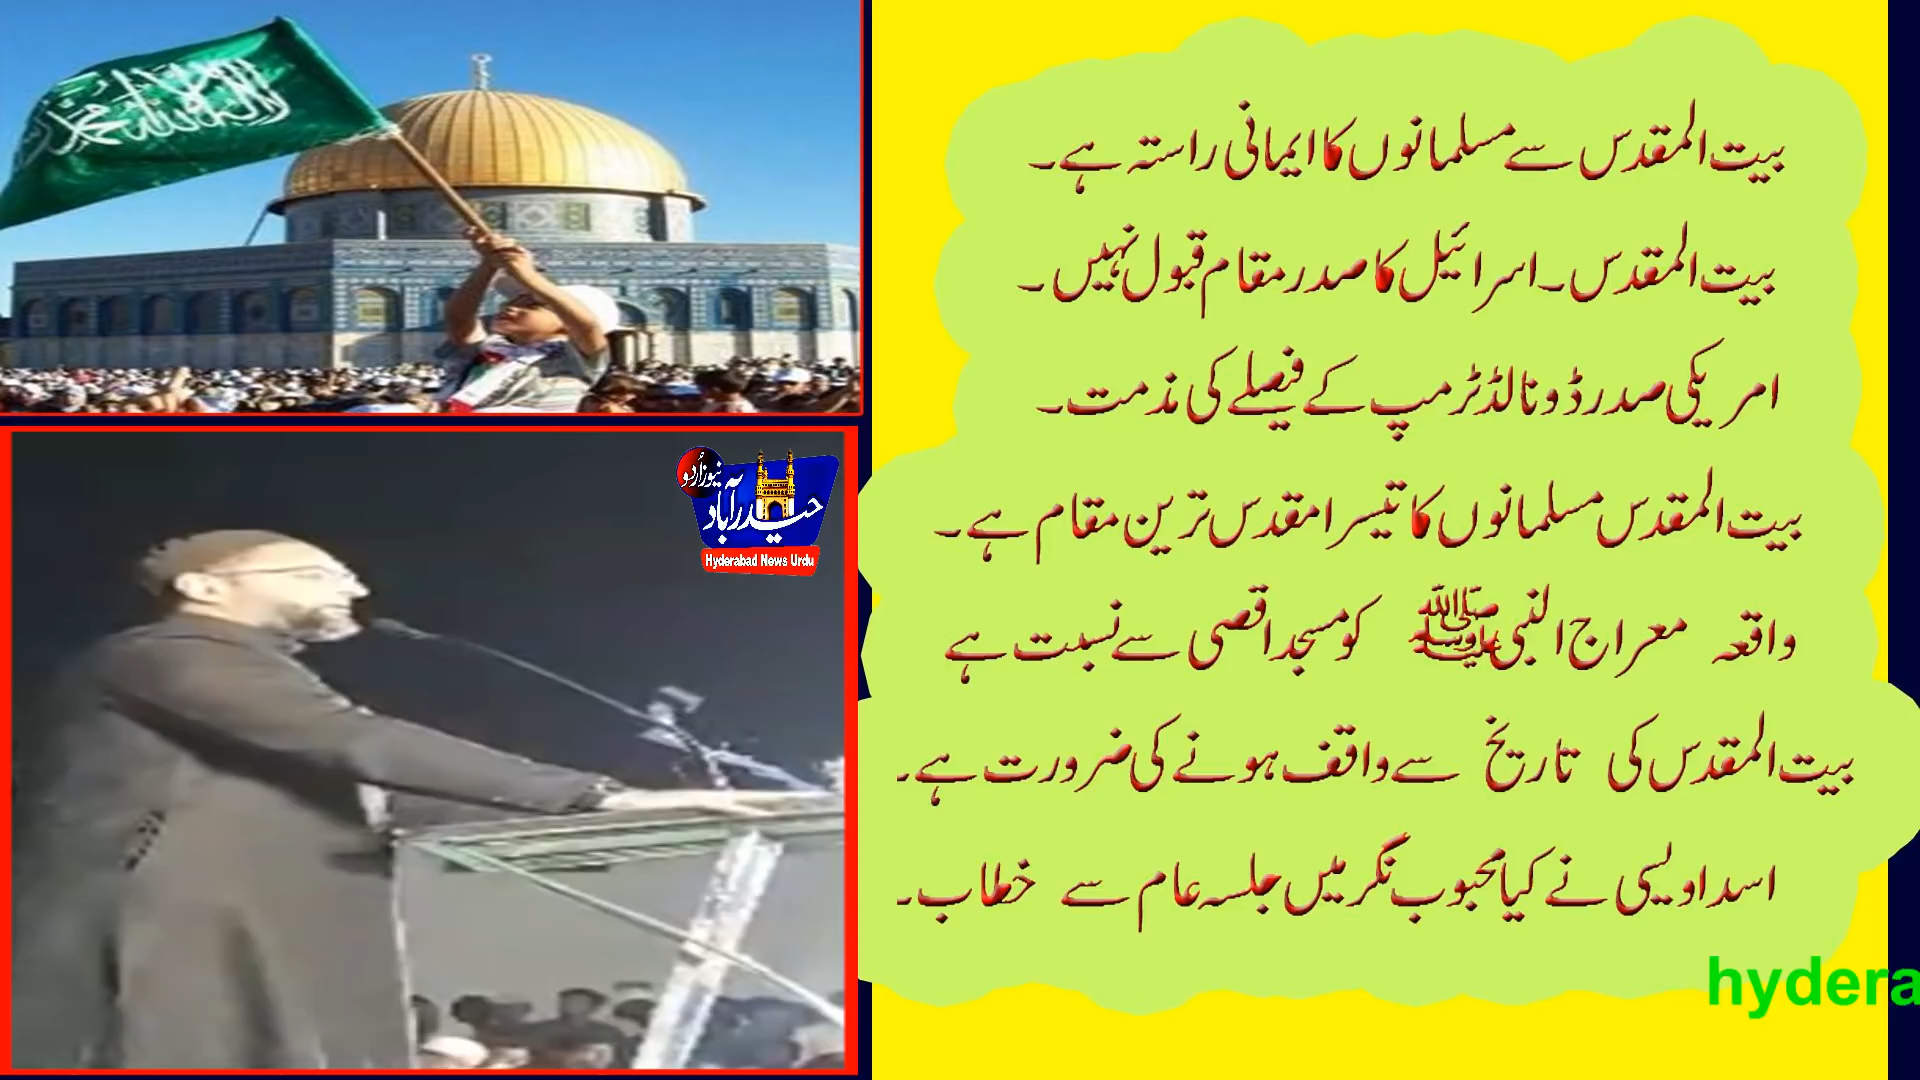 بیت المقدس سے مسلمانوں کا ایمانی راستہ ہے۔
بیت المقدس۔ اسرائیل کا صدر مقام قبول نہیں۔
امریکی صدر ڈونالڈ ٹرمپ کے فیصلے کی مذمت۔
بیت المقدس مسلمانوں کا تیسرا مقدس ترین مقام ہے۔
واقعہ معراج النبی ﷺ کو مسجد اقصی سے نسبت ہے
بیت المقدس کی تاریخ سے واقف ہونے کی ضرورت ہے۔
اسد اویسی نے کیا محبوب نگر میں جلسہ عام سے خطاب۔
حیدرآباد
نیوز اُردو
Hyderabad News Urdu
hydera